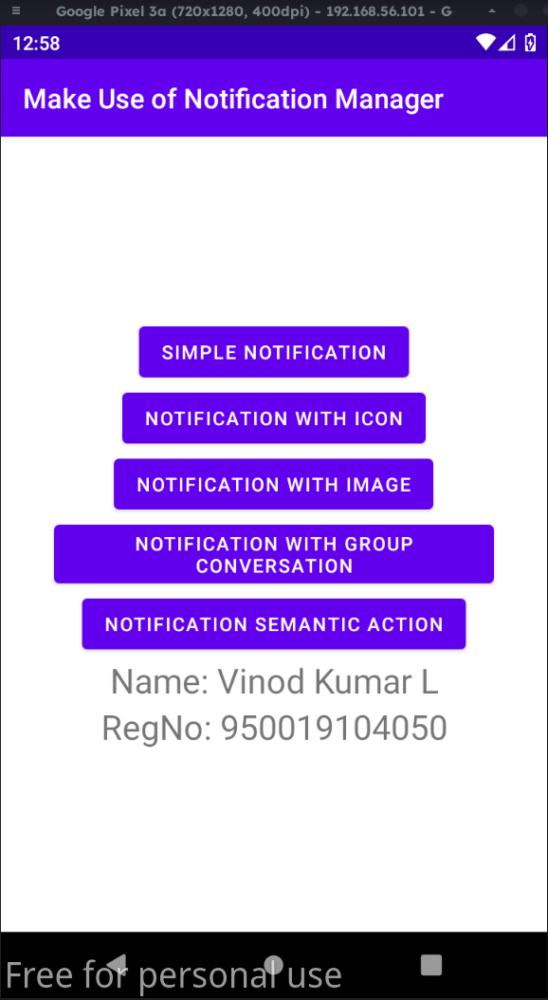 Google Pixel 3a (720x1280, 400dpi) - 192.168.56.101 - G
12:58
Make Use of Notification Manager
SIMPLE NOTIFICATION
NOTIFICATION WITH ICON
NOTIFICATION WITH IMAGE
NOTIFICATION WITH GROUP
CONVERSATION
NOTIFICATION SEMANTIC ACTION
Name: Vinod Kumar L
RegNo: 950019104050
Free for personal use